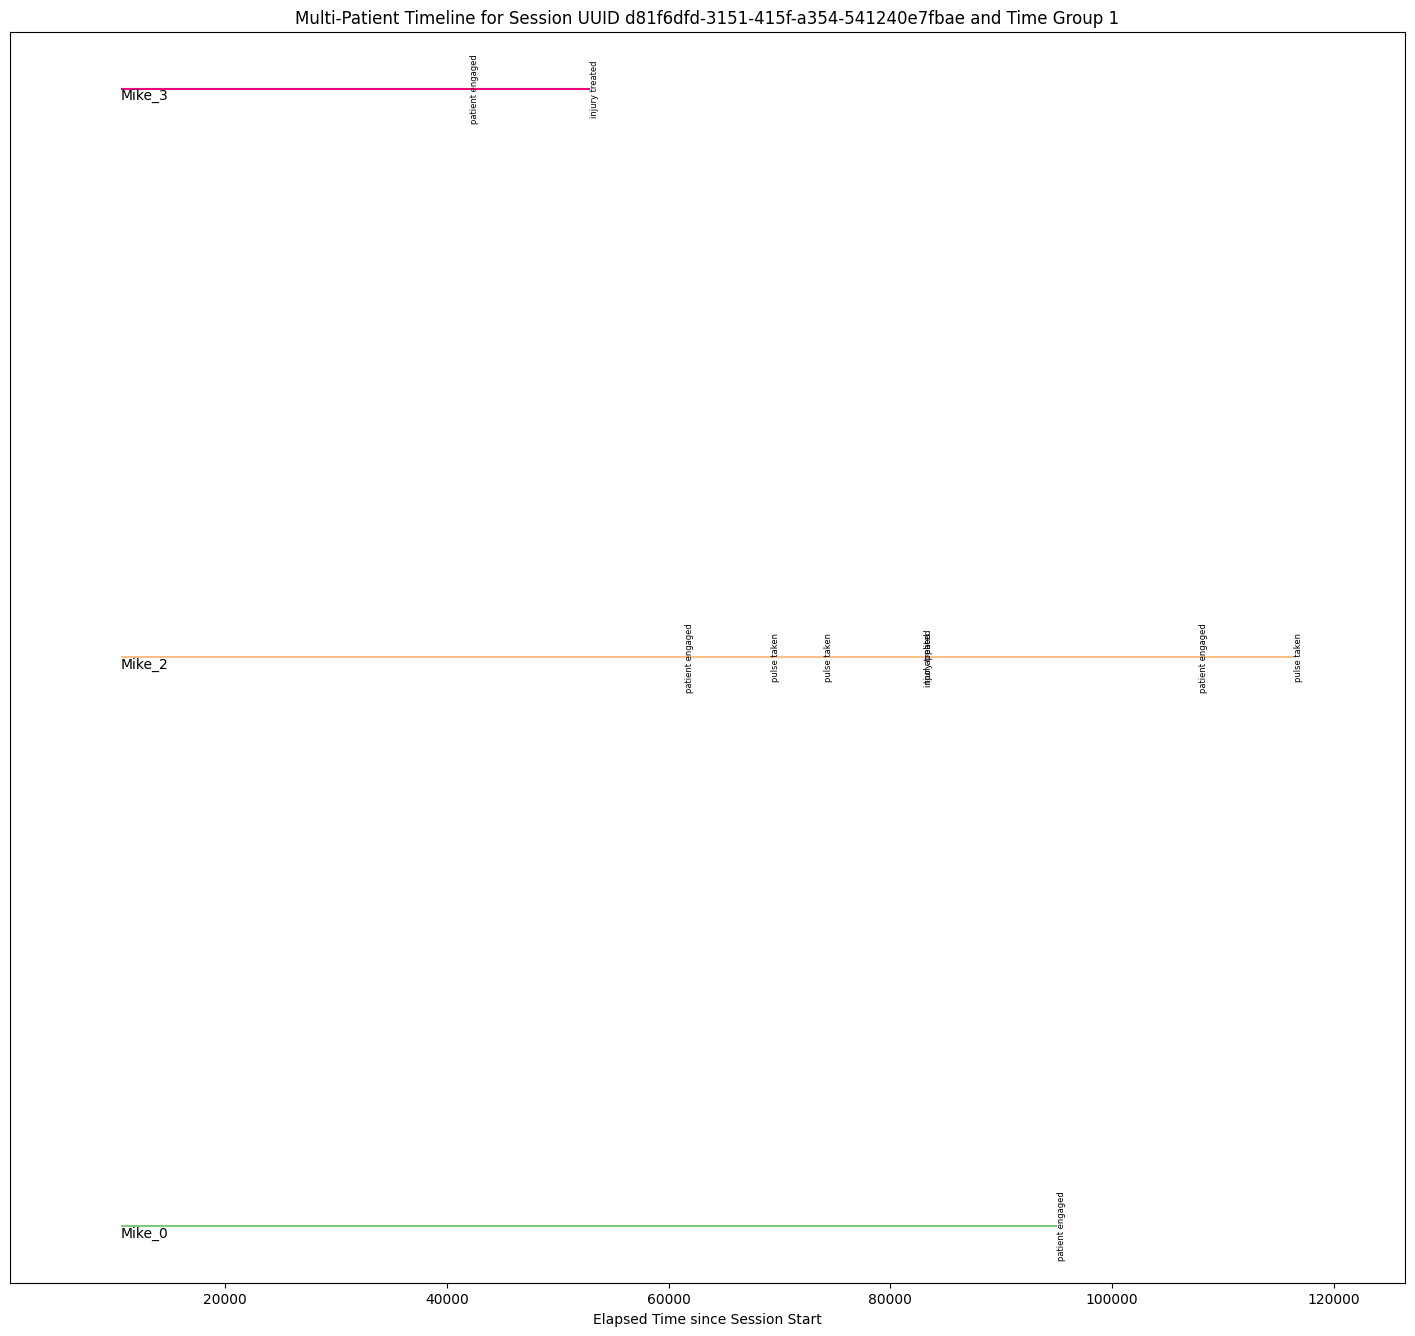 Multi-Patient Timeline for Session UUID d81f6dfd-3151-415f-a354-541240e7fbae and Time Group 1
Mike_3
patient engaged
injury treated
Mike_2
patient engaged
pulse taken
pulse taken
injury treated
patient engaged
pulse taken
Mike_0
patient engaged
20000
40000
60000
80000
100000
120000
Elapsed Time since Session Start